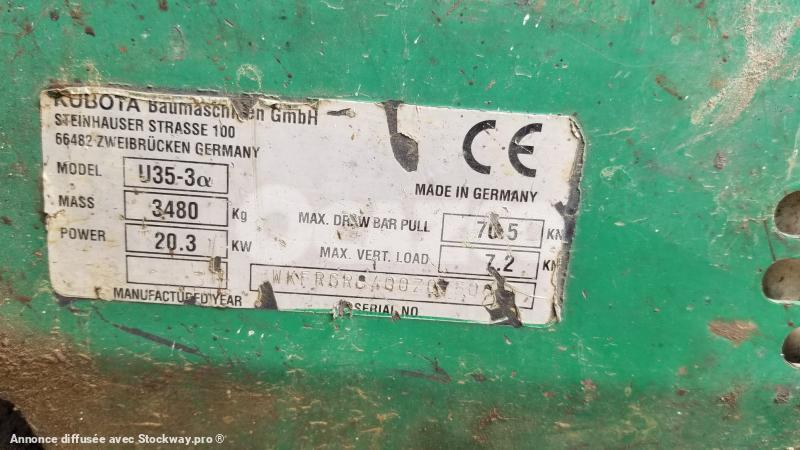 KUBOTA Baumaschinen GmbH
STEINHAUSER STRASSE 100
66482 ZWEIBRÜCKEN GERMANY
CE
MADE IN GERMANY
MODEL U35-3α
MASS 3480 Kg
POWER 20.3 KW
MAX. DRAW BAR PULL KN
MAX. VERT. LOAD 7.2 KN
MANUFACTURED YEAR
SERIAL NO
Annonce diffusée avec Stockway.pro ®